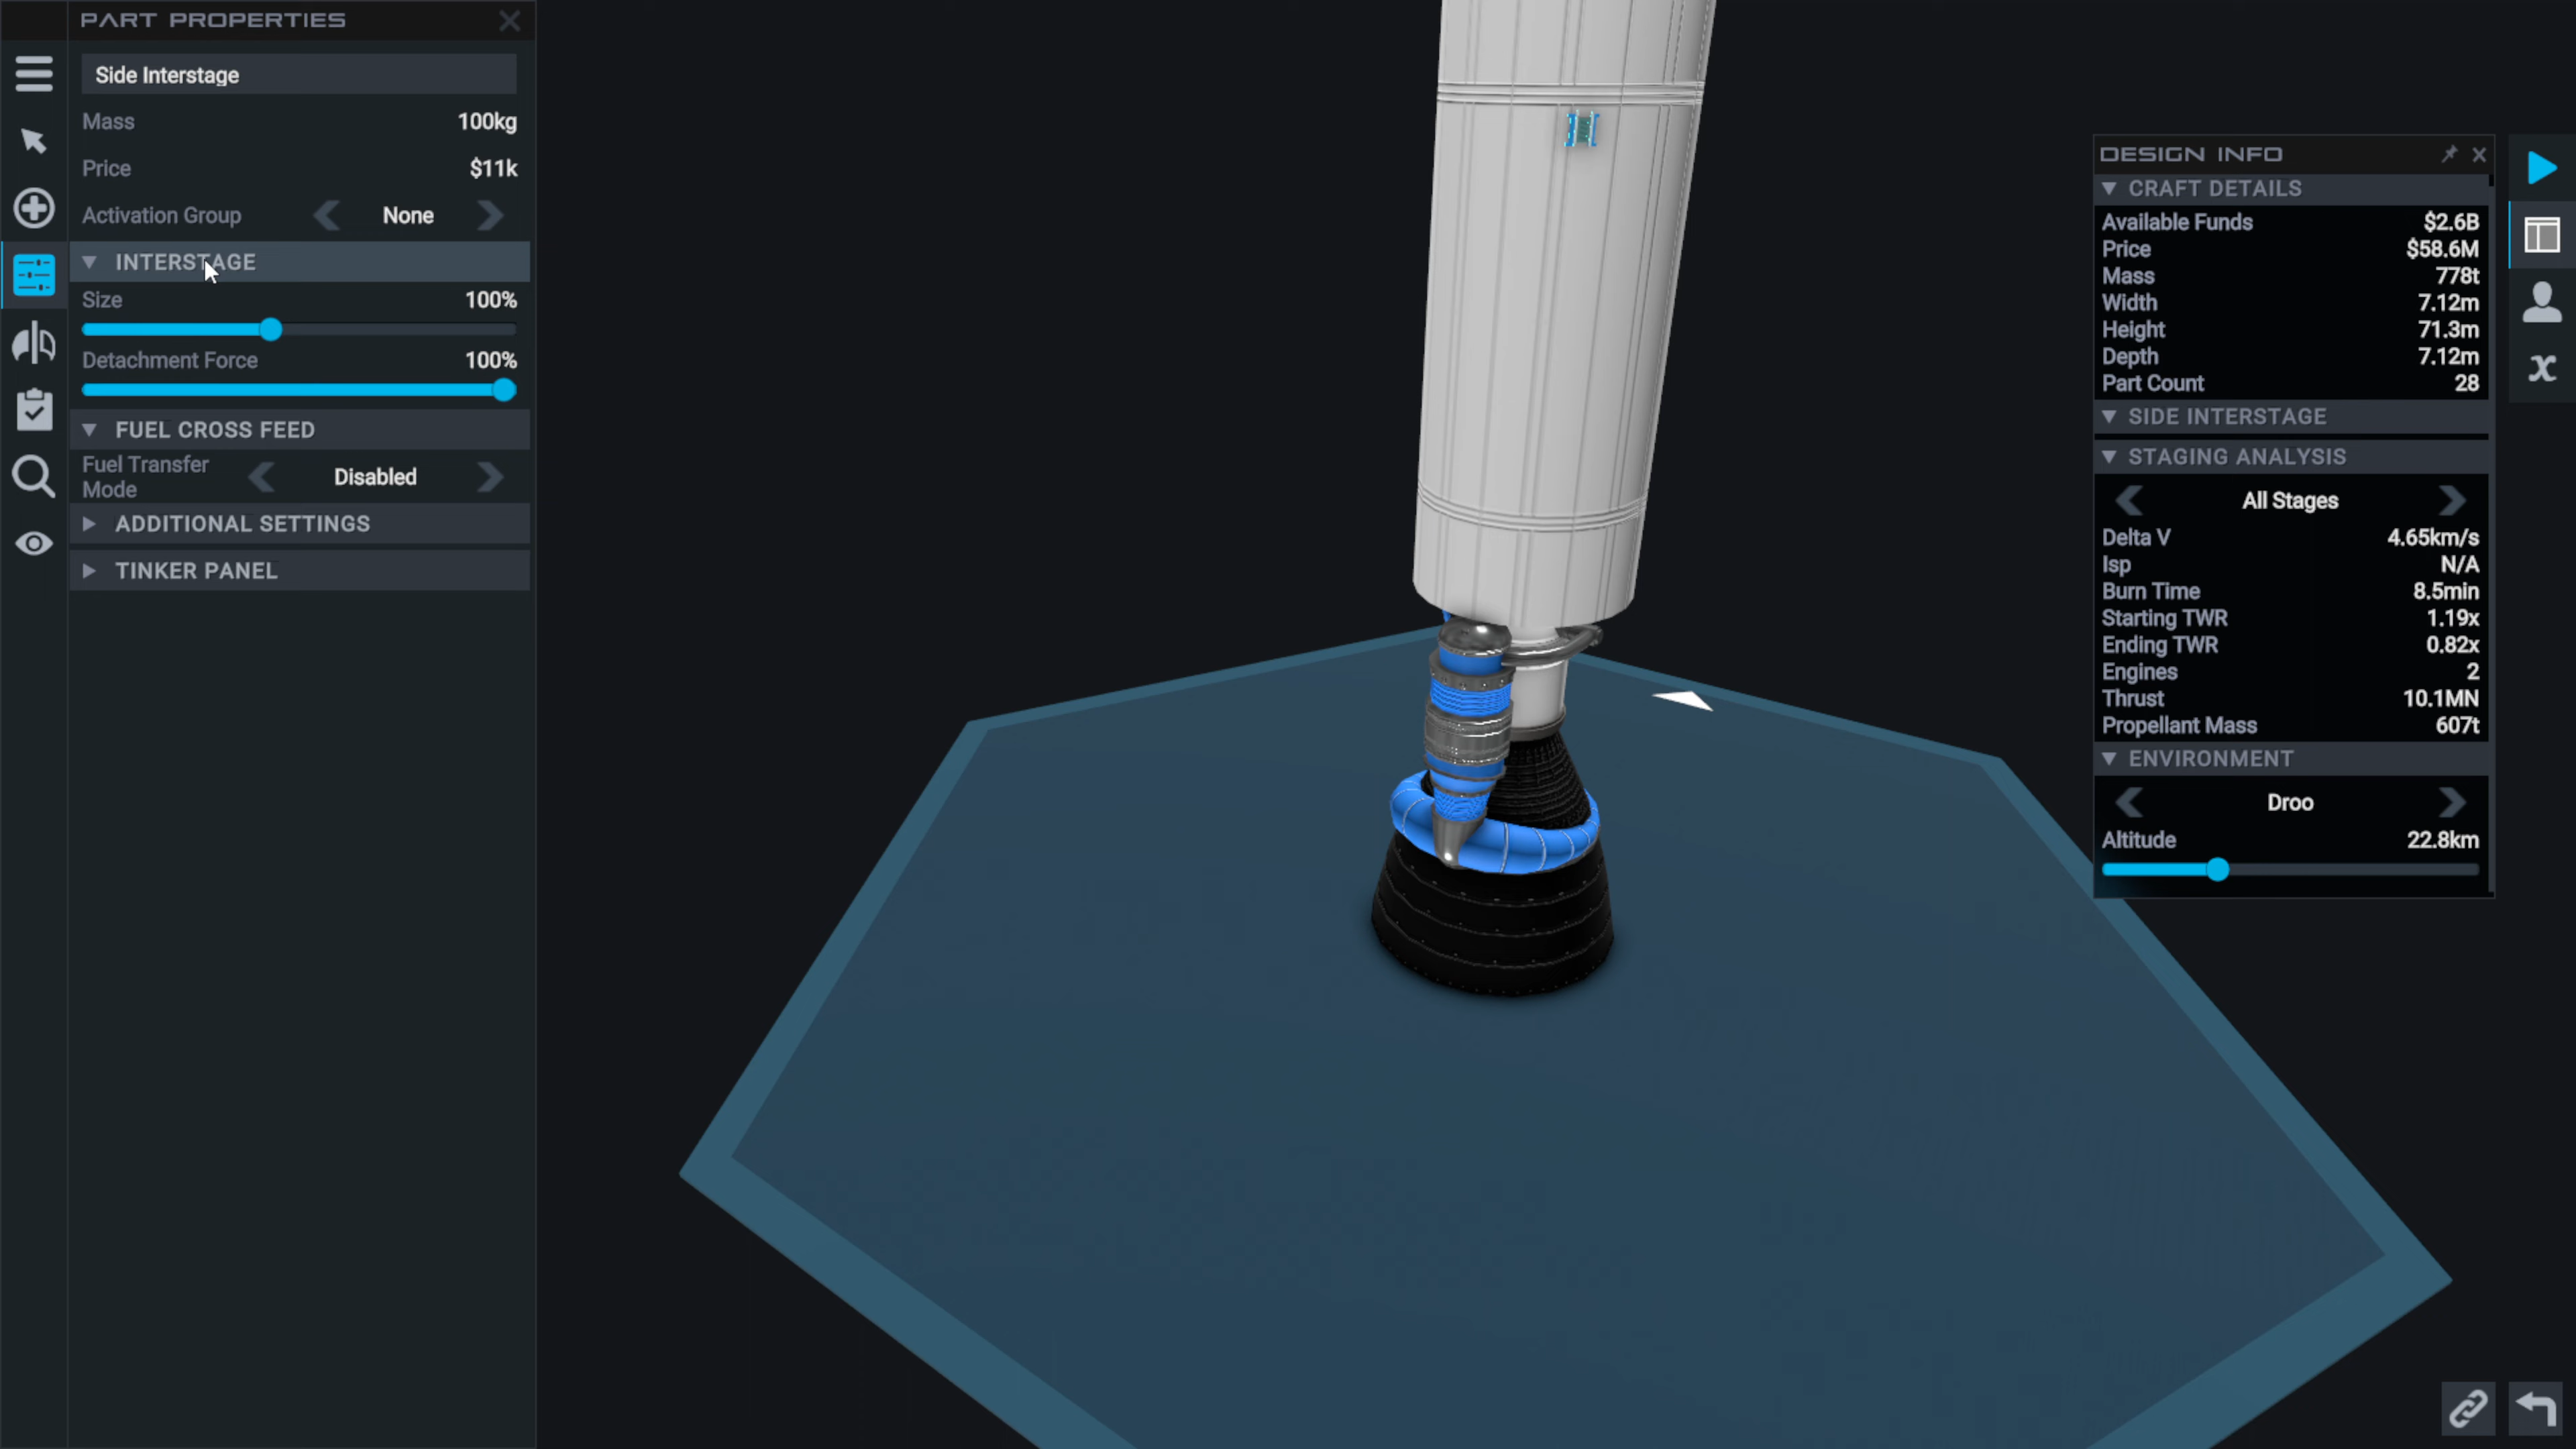 PART PROPERTIES
Side Interstage
Mass 100kg
Price $11k
Activation Group None
INTERSTAGE
Size 100%
Detachment Force 100%
FUEL CROSS FEED
Fuel Transfer
Mode Disabled
ADDITIONAL SETTINGS
TINKER PANEL
DESIGN INFO
CRAFT DETAILS
Available Funds $2.6B
Price $58.6M
Mass 778t
Width 7.12m
Height 71.3m
Depth 7.12m
Part Count 28
SIDE INTERSTAGE
STAGING ANALYSIS
All Stages
Delta V 4.65km/s
Isp N/A
Burn Time 8.5min
Starting TWR 1.19x
Ending TWR 0.82x
Engines 2
Thrust 10.1MN
Propellant Mass 607t
ENVIRONMENT
Droo
Altitude 22.8km
x